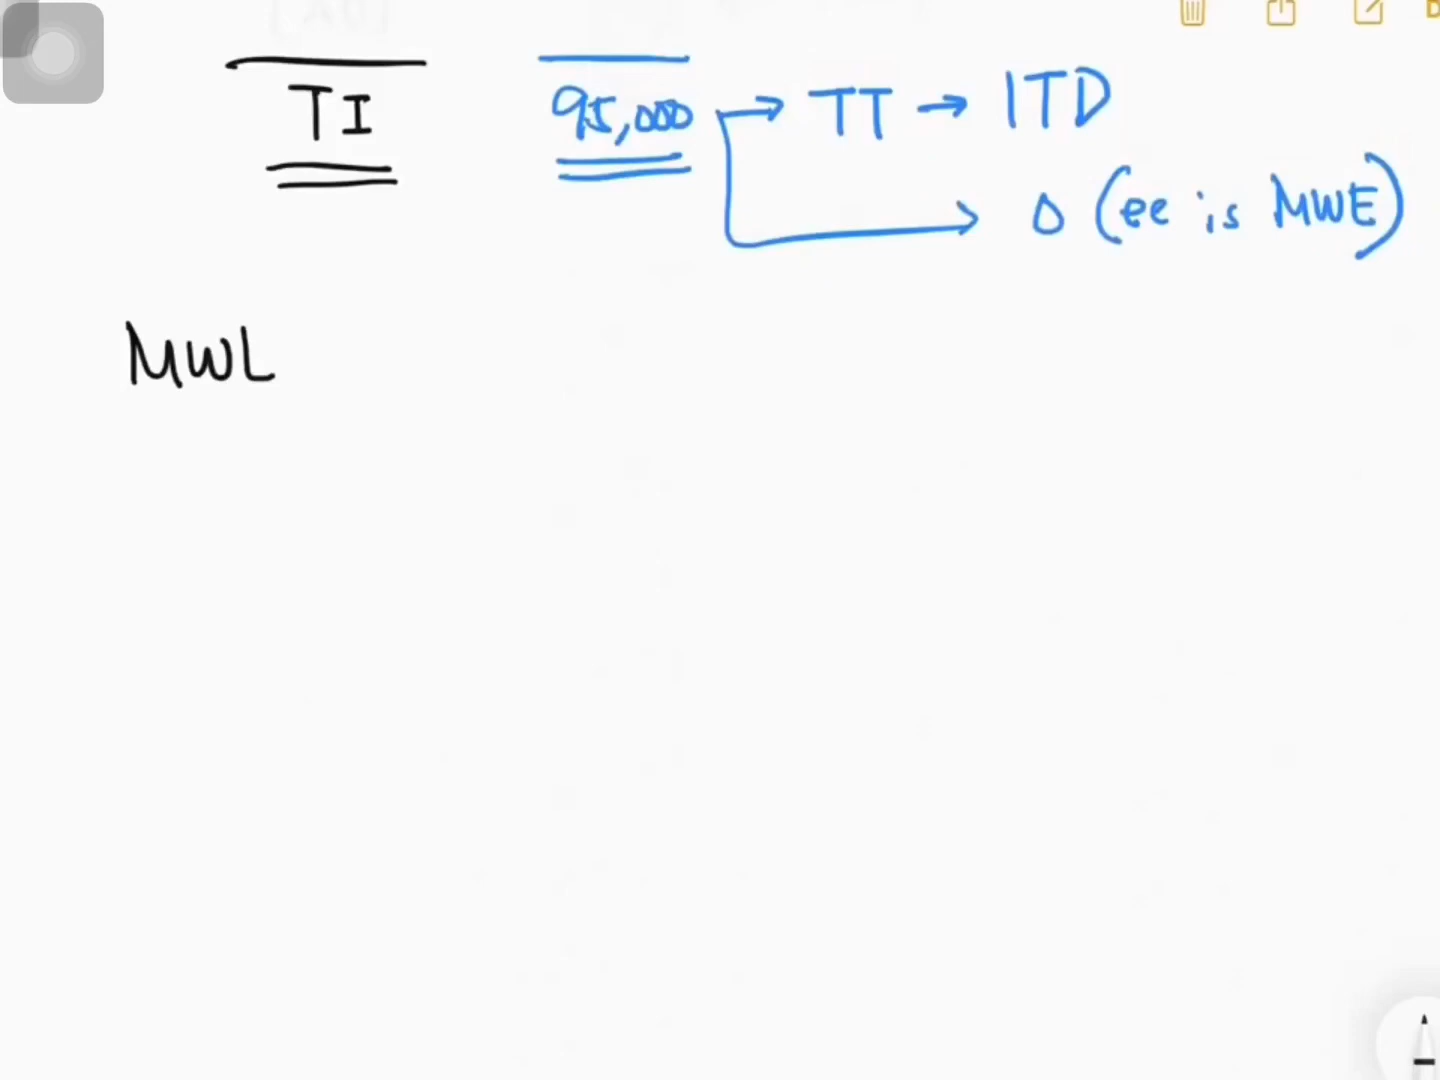 TI 95,000 → TT → ITD
→ 0 (ee is MWE)
MWL